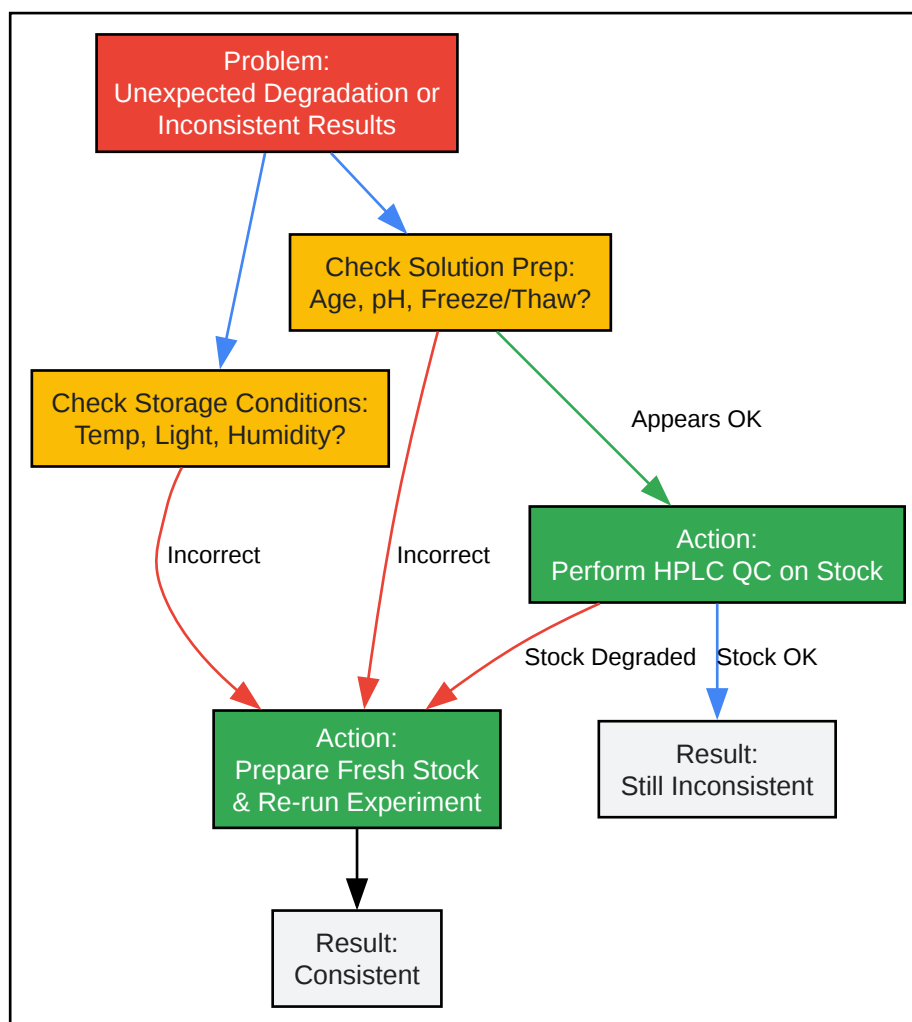 Problem:
Unexpected Degradation or
Inconsistent Results
Check Solution Prep:
Age, pH, Freeze/Thaw?
Check Storage Conditions:
Temp, Light, Humidity?
Appears OK
Incorrect
Incorrect
Action:
Perform HPLC QC on Stock
Stock Degraded
Stock OK
Action:
Prepare Fresh Stock
& Re-run Experiment
Result:
Still Inconsistent
Result:
Consistent